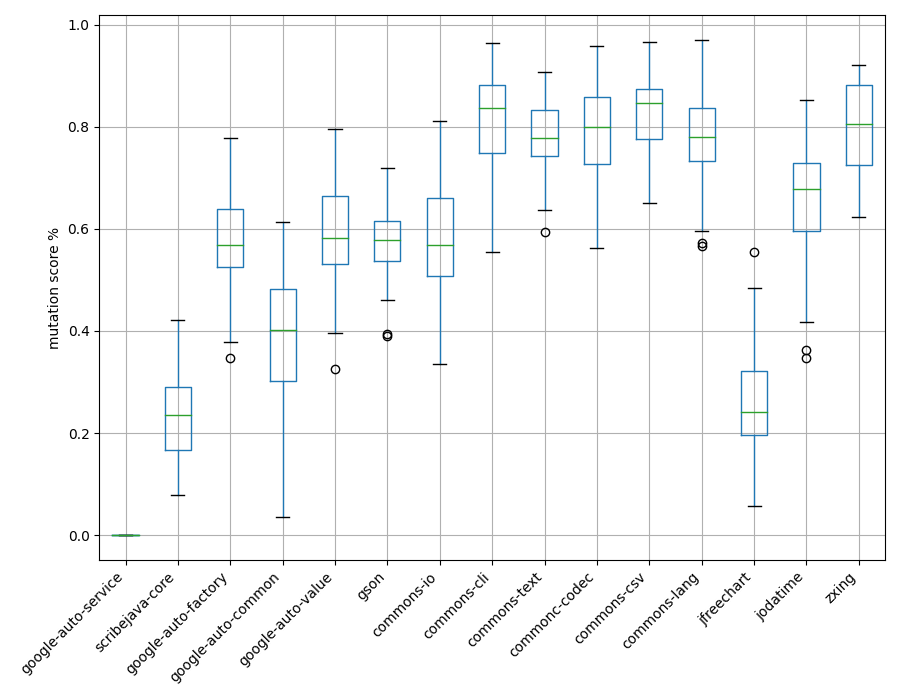 1.0
0.8
0.6
0.4
0.2
0.0
mutation score %
google-auto-service
scribejava-core
google-auto-factory
google-auto-common
google-auto-value
gson
commons-io
commons-cli
commons-text
commonc-codec
commons-csv
commons-lang
jfreechart
jodatime
zxing